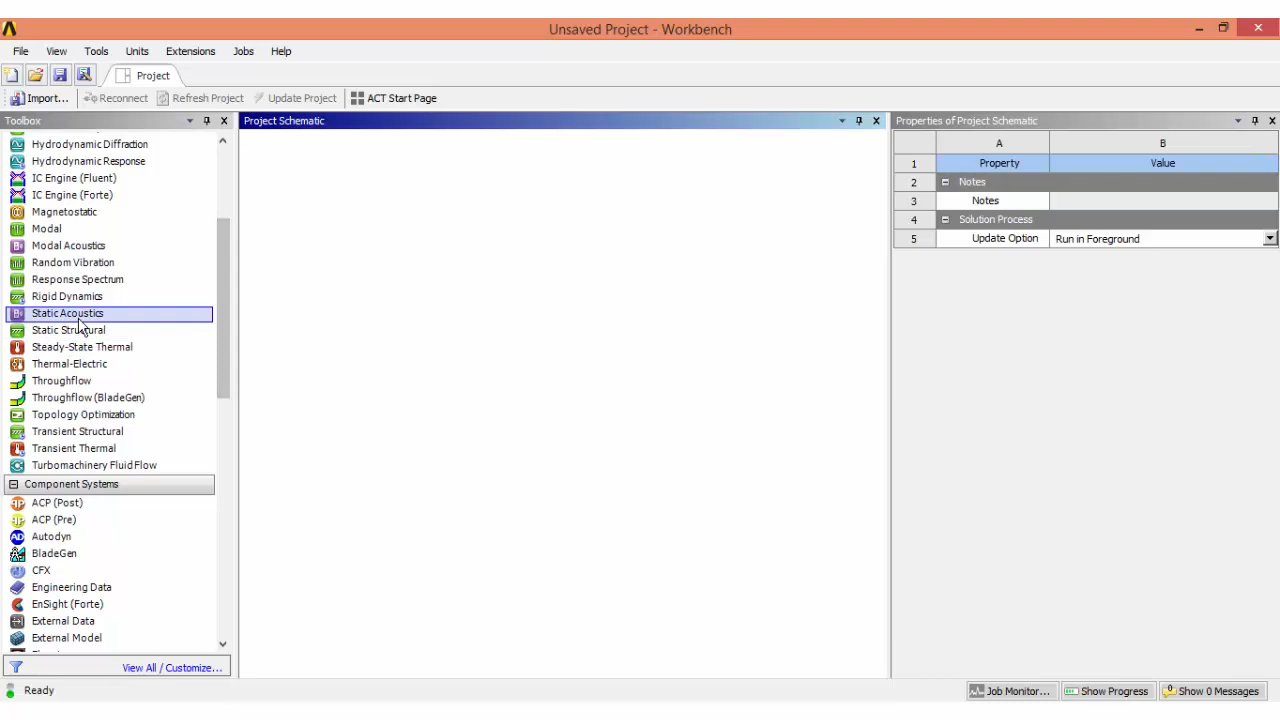 Unsaved Project - Workbench
File View Tools Units Extensions Jobs Help
Project
Import... Reconnect Refresh Project Update Project ACT Start Page
Toolbox
Hydrodynamic Diffraction
Hydrodynamic Response
IC Engine (Fluent)
IC Engine (Forte)
Magnetostatic
Modal
Modal Acoustics
Random Vibration
Response Spectrum
Rigid Dynamics
Static Acoustics
Static Structural
Steady-State Thermal
Thermal-Electric
Throughflow
Throughflow (BladeGen)
Topology Optimization
Transient Structural
Transient Thermal
Turbomachinery Fluid Flow
Component Systems
ACP (Post)
ACP (Pre)
Autodyn
BladeGen
CFX
Engineering Data
EnSight (Forte)
External Data
External Model
View All / Customize...
Project Schematic
Properties of Project Schematic
A B
1 Property Value
2 Notes
3 Notes
4 Solution Process
5 Update Option Run in Foreground
Ready
Job Monitor... Show Progress 0 Show 0 Messages